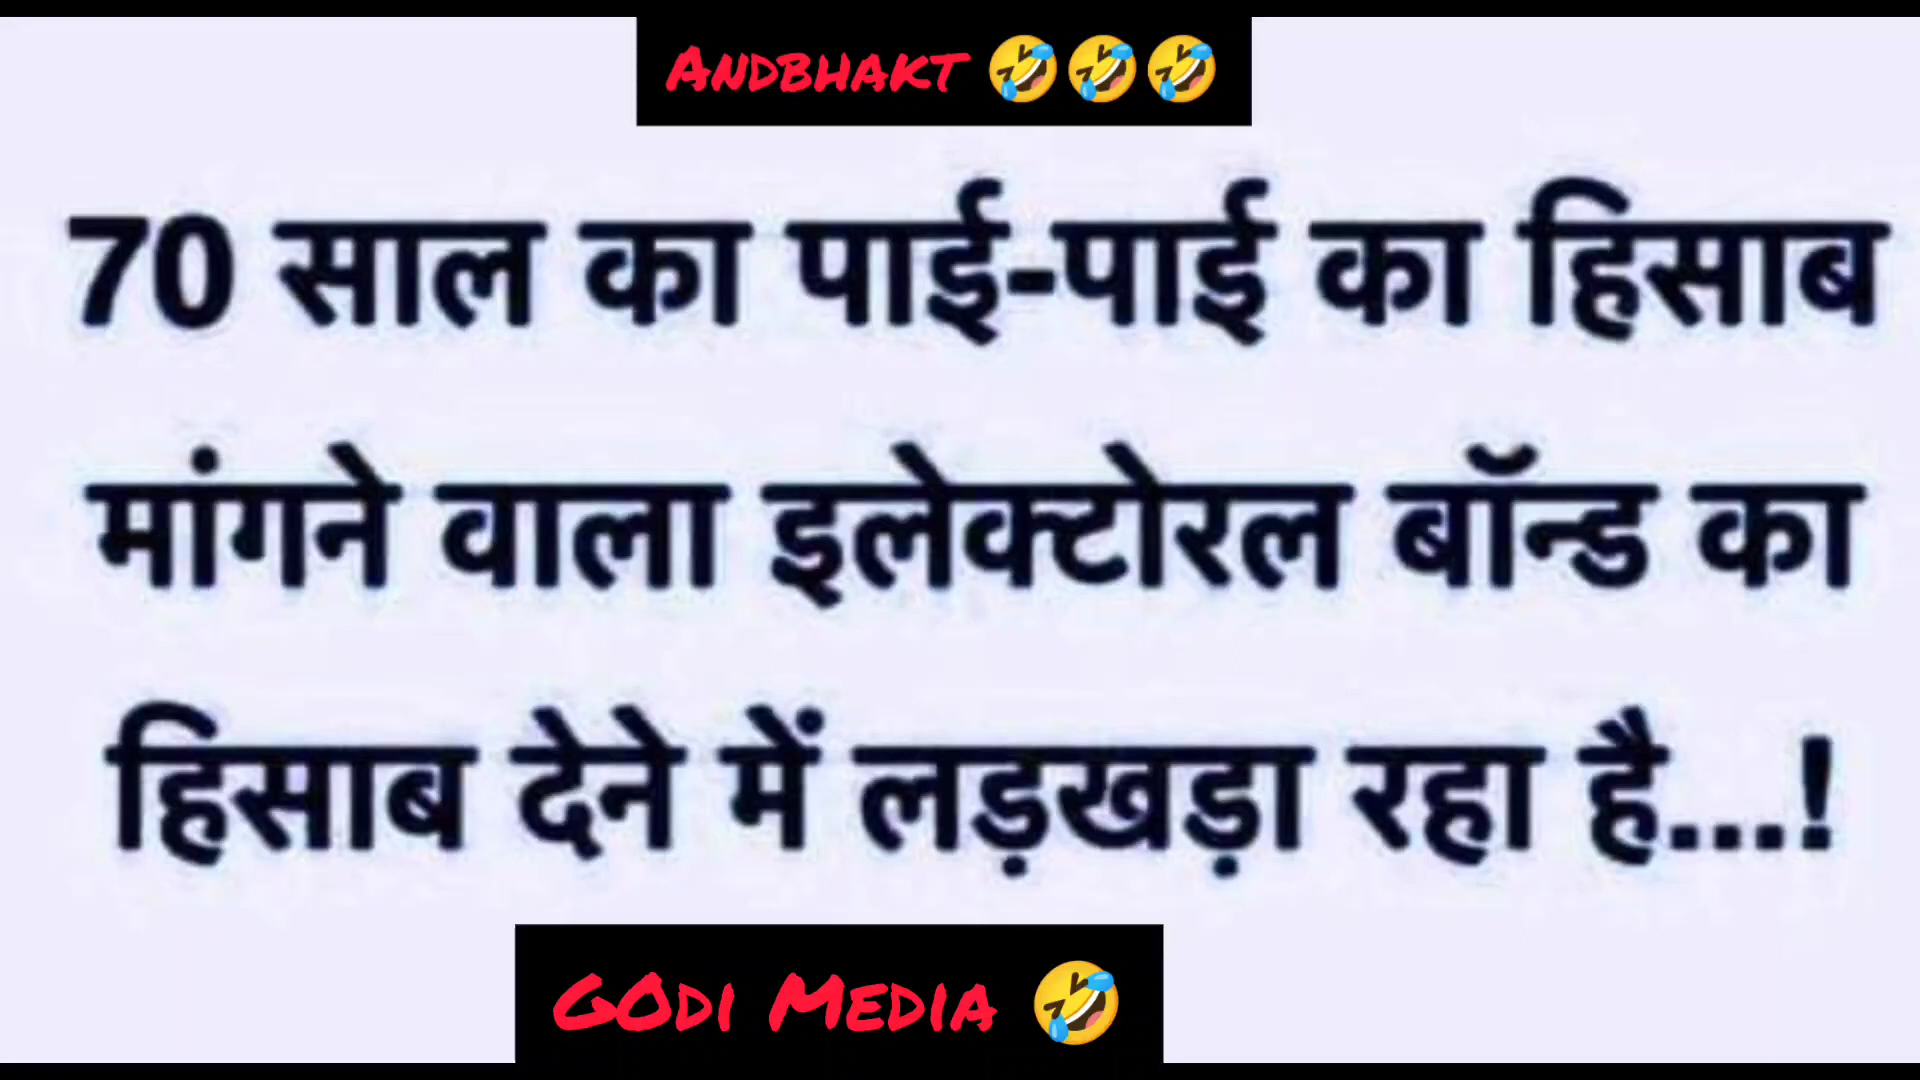 ANDBHAKT 🤣🤣🤣
70 साल का पाई-पाई का हिसाब
मांगने वाला इलेक्टोरल बॉन्ड का
हिसाब देने में लड़खड़ा रहा है...!
GODI MEDIA 🤣